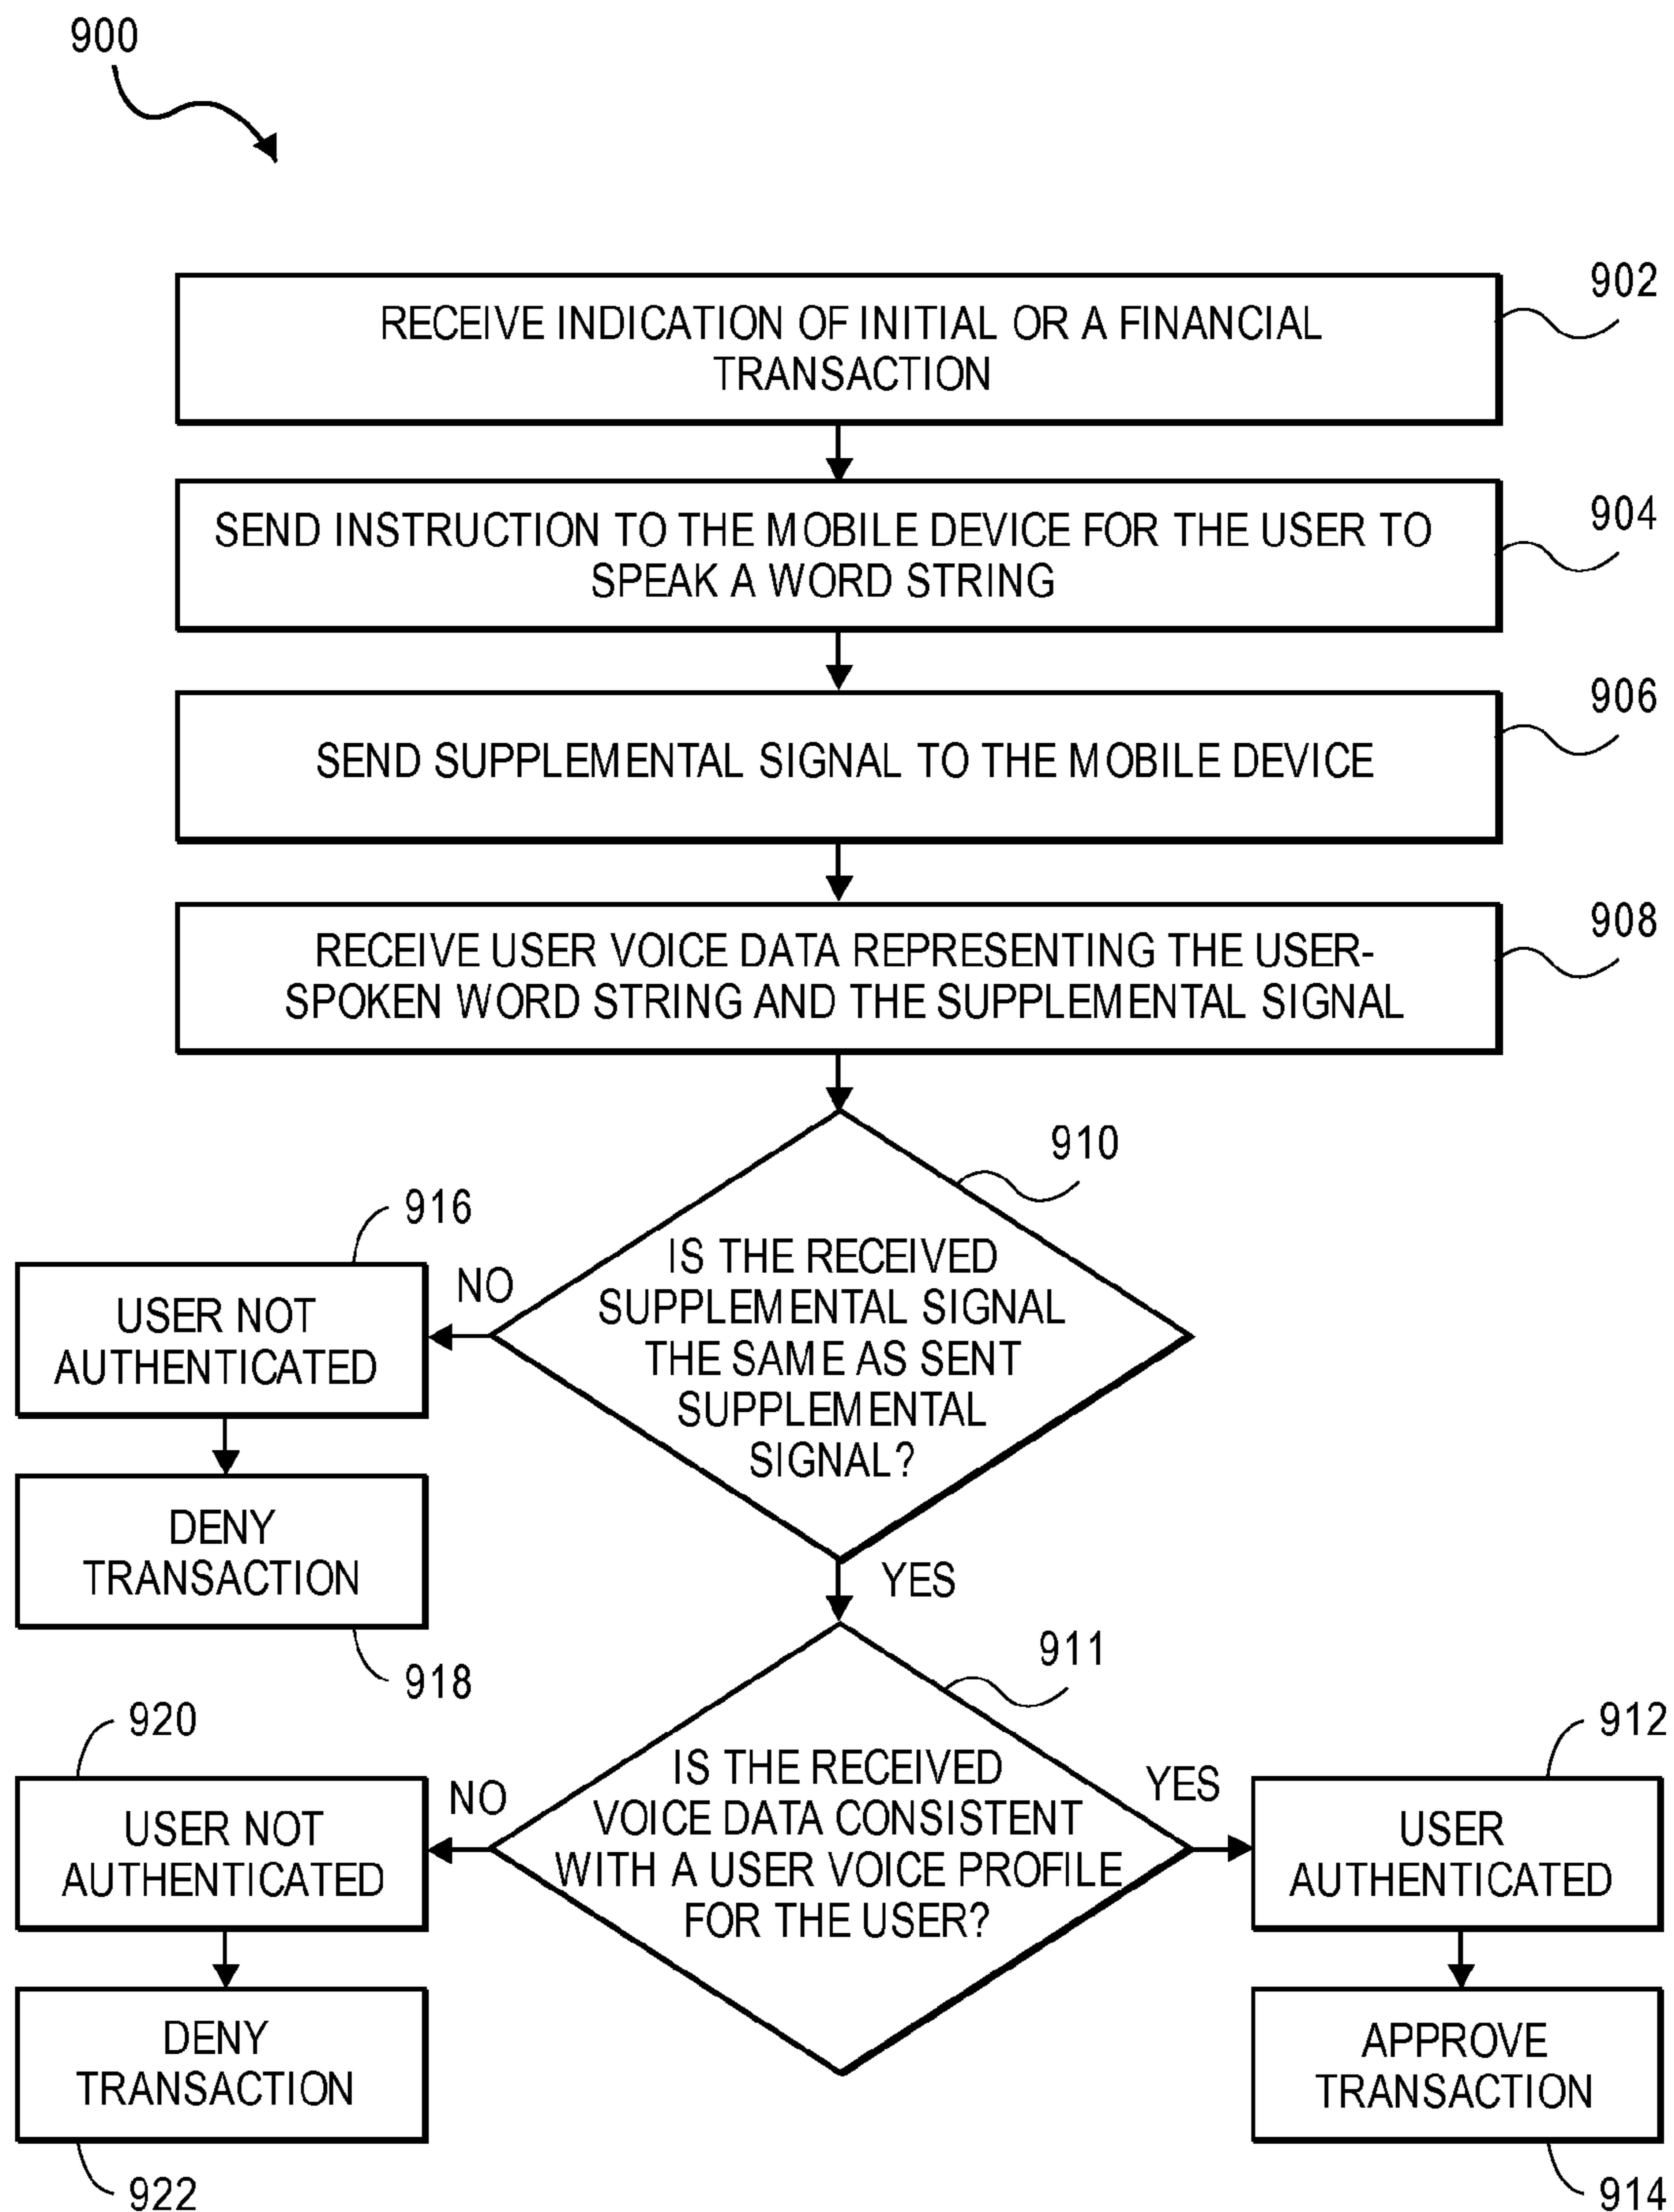 900
902
RECEIVE INDICATION OF INITIAL OR A FINANCIAL
TRANSACTION
904
SEND INSTRUCTION TO THE MOBILE DEVICE FOR THE USER TO
SPEAK A WORD STRING
906
SEND SUPPLEMENTAL SIGNAL TO THE MOBILE DEVICE
908
RECEIVE USER VOICE DATA REPRESENTING THE USER-
SPOKEN WORD STRING AND THE SUPPLEMENTAL SIGNAL
910
IS THE RECEIVED
SUPPLEMENTAL SIGNAL
THE SAME AS SENT
SUPPLEMENTAL
SIGNAL?
NO
916
USER NOT
AUTHENTICATED
DENY
TRANSACTION
918
YES
911
IS THE RECEIVED
VOICE DATA CONSISTENT
WITH A USER VOICE PROFILE
FOR THE USER?
NO
920
USER NOT
AUTHENTICATED
DENY
TRANSACTION
922
YES
912
USER
AUTHENTICATED
APPROVE
TRANSACTION
914